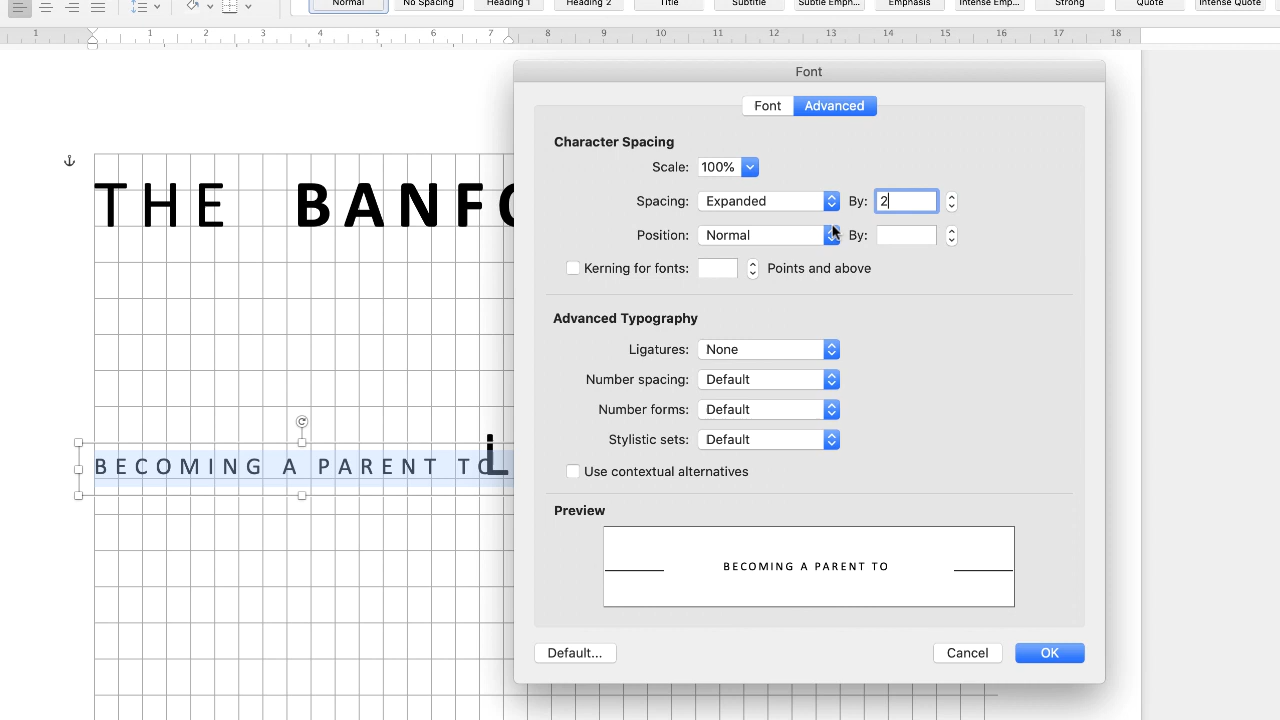 Normal No Spacing Heading 1 Heading 2 Title Subtitle Subtle Emph... Emphasis Intense Emp... Strong Quote Intense Quote
1 1 2 3 4 5 6 7 8 9 10 11 12 13 14 15 16 17 18
Font
Font Advanced
Character Spacing
Scale: 100%
Spacing: Expanded By: 2
Position: Normal By:
Kerning for fonts: Points and above
Advanced Typography
Ligatures: None
Number spacing: Default
Number forms: Default
Stylistic sets: Default
Use contextual alternatives
Preview
BECOMING A PARENT TO
Default... Cancel OK
THE BANFO
BECOMING A PARENT TO